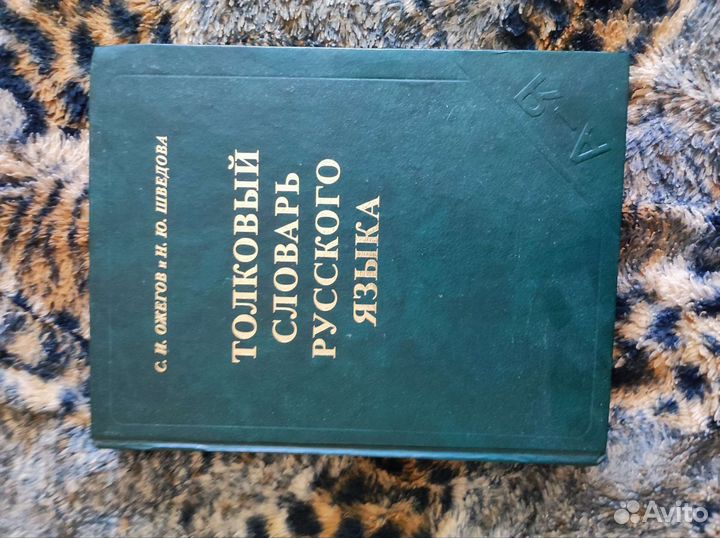 С. И. ОЖЕГОВ и Н. Ю. ШВЕДОВА
ТОЛКОВЫЙ
СЛОВАРЬ
РУССКОГО
ЯЗЫКА
А—Я
Avito